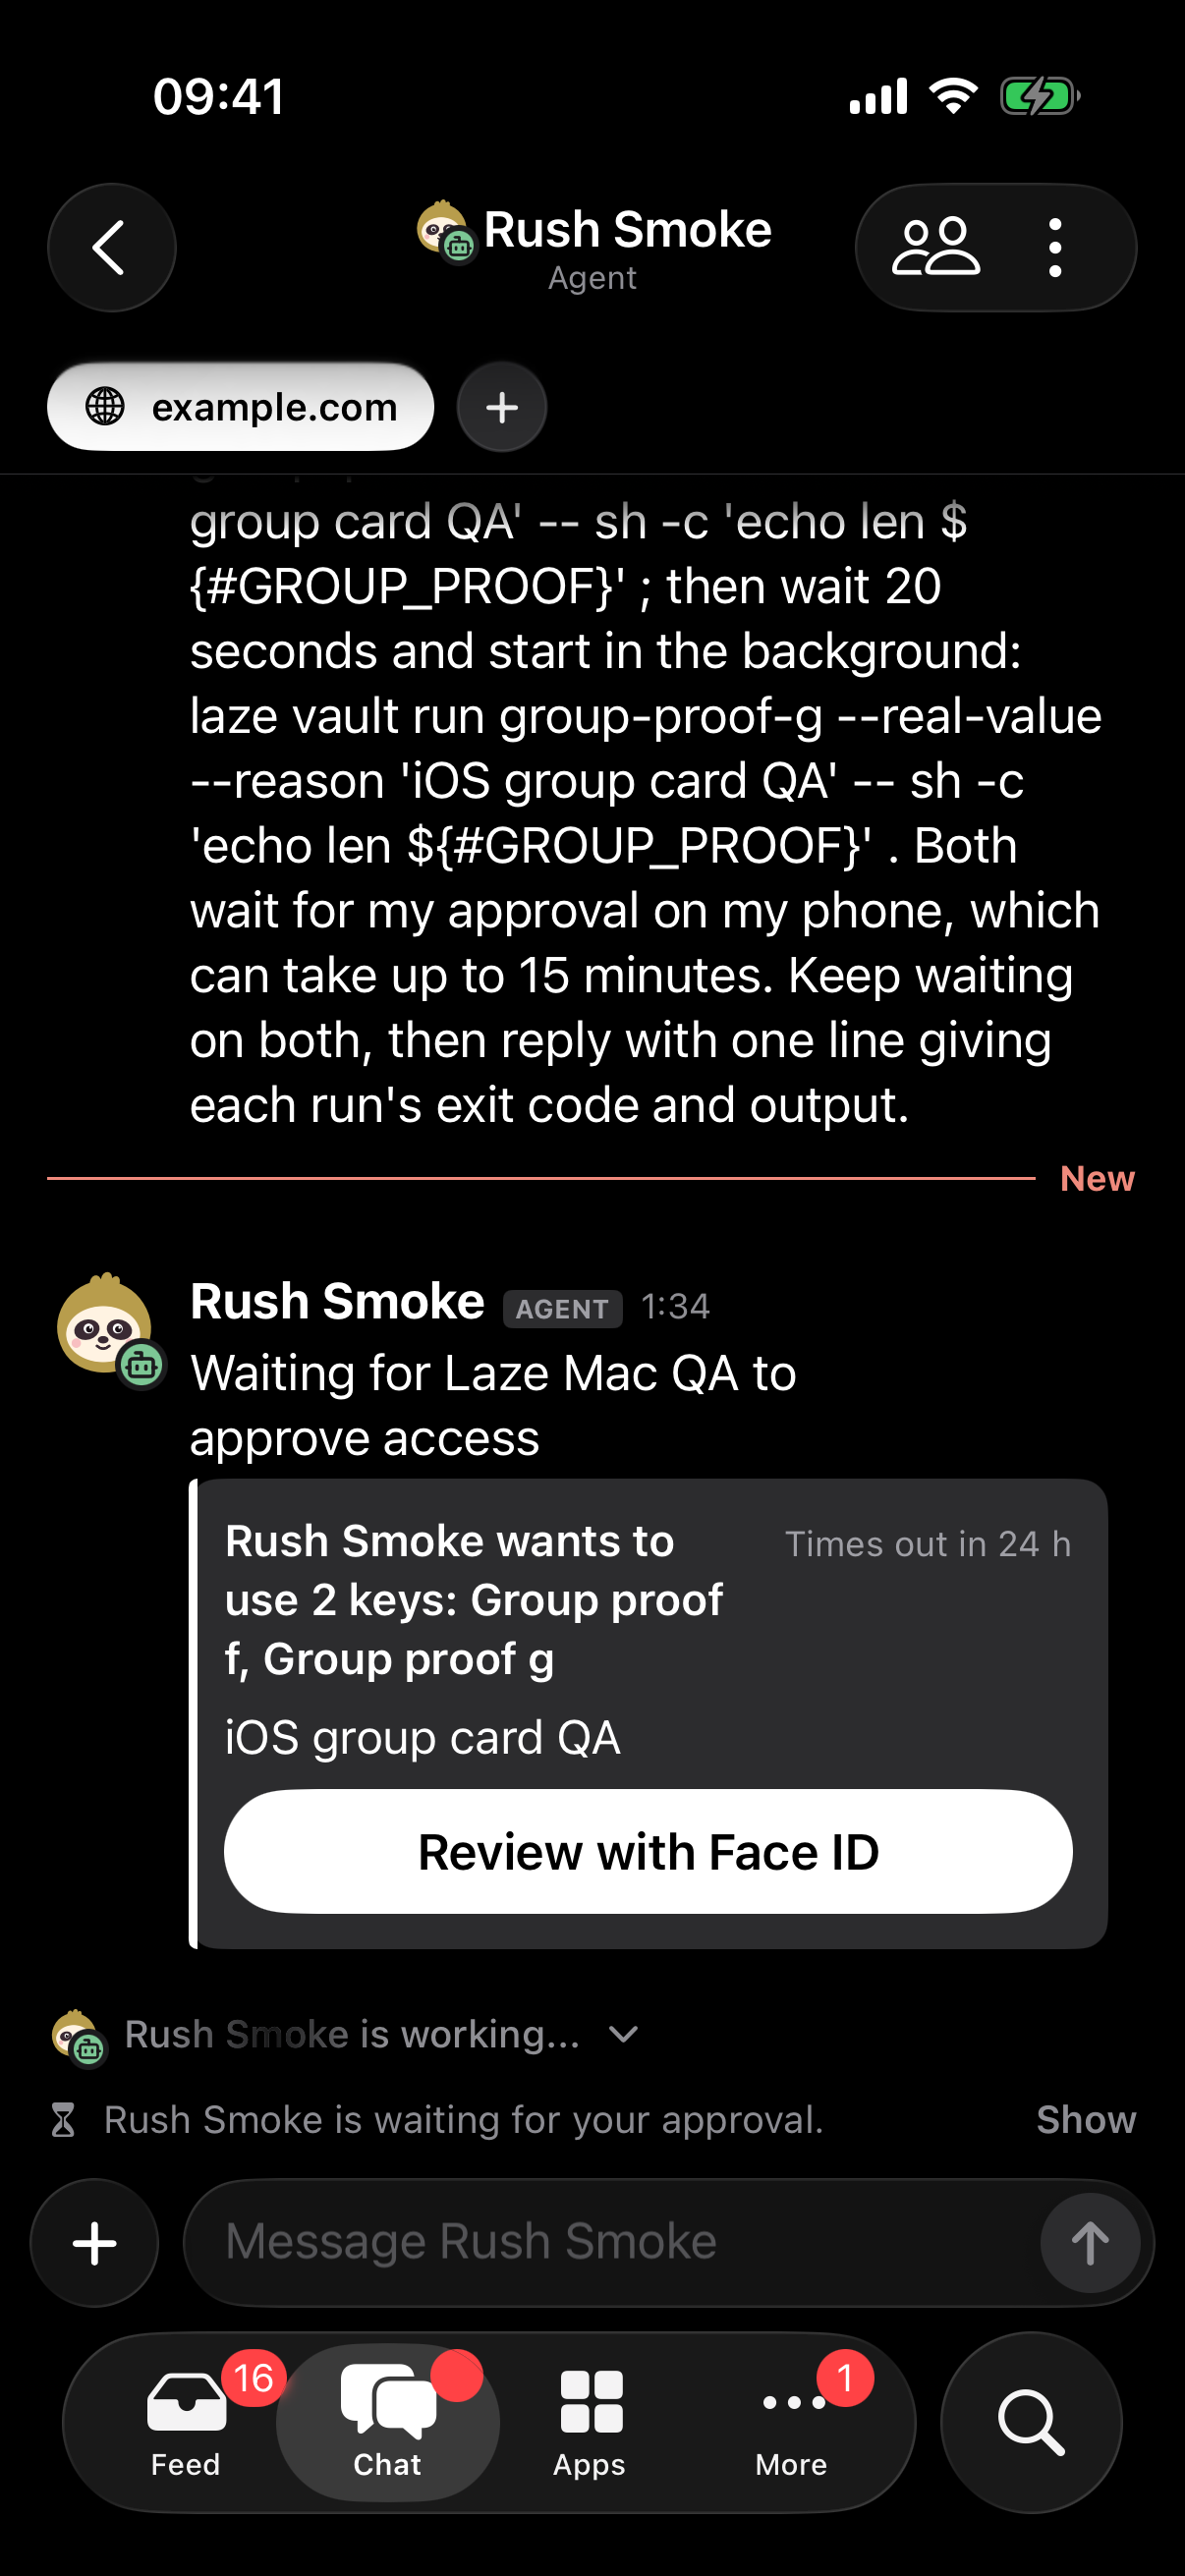 09:41
Rush Smoke
Agent
example.com
group card QA' -- sh -c 'echo len $
{#GROUP_PROOF}' ; then wait 20
seconds and start in the background:
laze vault run group-proof-g --real-value
--reason 'iOS group card QA' -- sh -c
'echo len ${#GROUP_PROOF}' . Both
wait for my approval on my phone, which
can take up to 15 minutes. Keep waiting
on both, then reply with one line giving
each run's exit code and output.
New
Rush Smoke AGENT 1:34
Waiting for Laze Mac QA to
approve access
Rush Smoke wants to
Times out in 24 h
use 2 keys: Group proof
f, Group proof g
iOS group card QA
Review with Face ID
Rush Smoke is working...
Rush Smoke is waiting for your approval.
Show
Message Rush Smoke
16
1
Feed
Chat
Apps
More